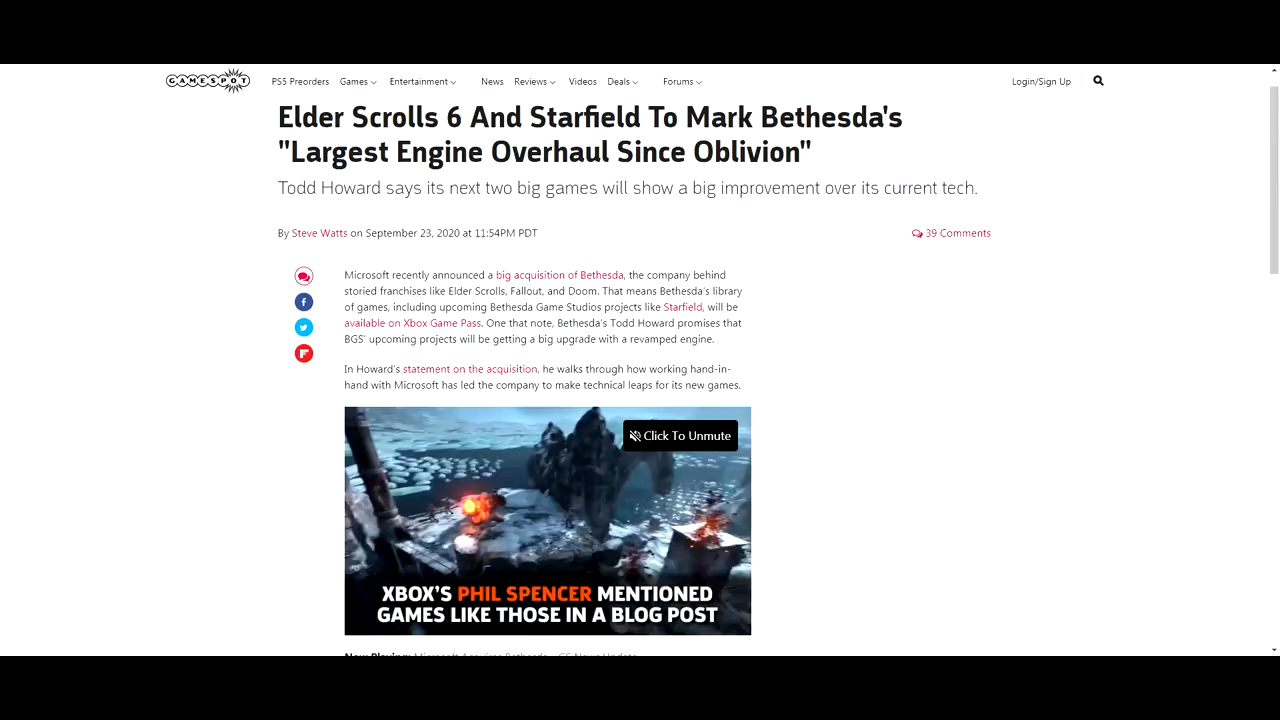 GAMESPOT PS5 Preorders Games Entertainment News Reviews Videos Deals Forums Login/Sign Up
Elder Scrolls 6 And Starfield To Mark Bethesda's
"Largest Engine Overhaul Since Oblivion"
Todd Howard says its next two big games will show a big improvement over its current tech.
By Steve Watts on September 23, 2020 at 11:54PM PDT
39 Comments
Microsoft recently announced a big acquisition of Bethesda, the company behind
storied franchises like Elder Scrolls, Fallout, and Doom. That means Bethesda's library
of games, including upcoming Bethesda Game Studios projects like Starfield, will be
available on Xbox Game Pass. One that note, Bethesda's Todd Howard promises that
BGS' upcoming projects will be getting a big upgrade with a revamped engine.
In Howard's statement on the acquisition, he walks through how working hand-in-
hand with Microsoft has led the company to make technical leaps for its new games.
Click To Unmute
XBOX'S PHIL SPENCER MENTIONED
GAMES LIKE THOSE IN A BLOG POST
Now Playing: Microsoft Acquires Bethesda - GS News Update